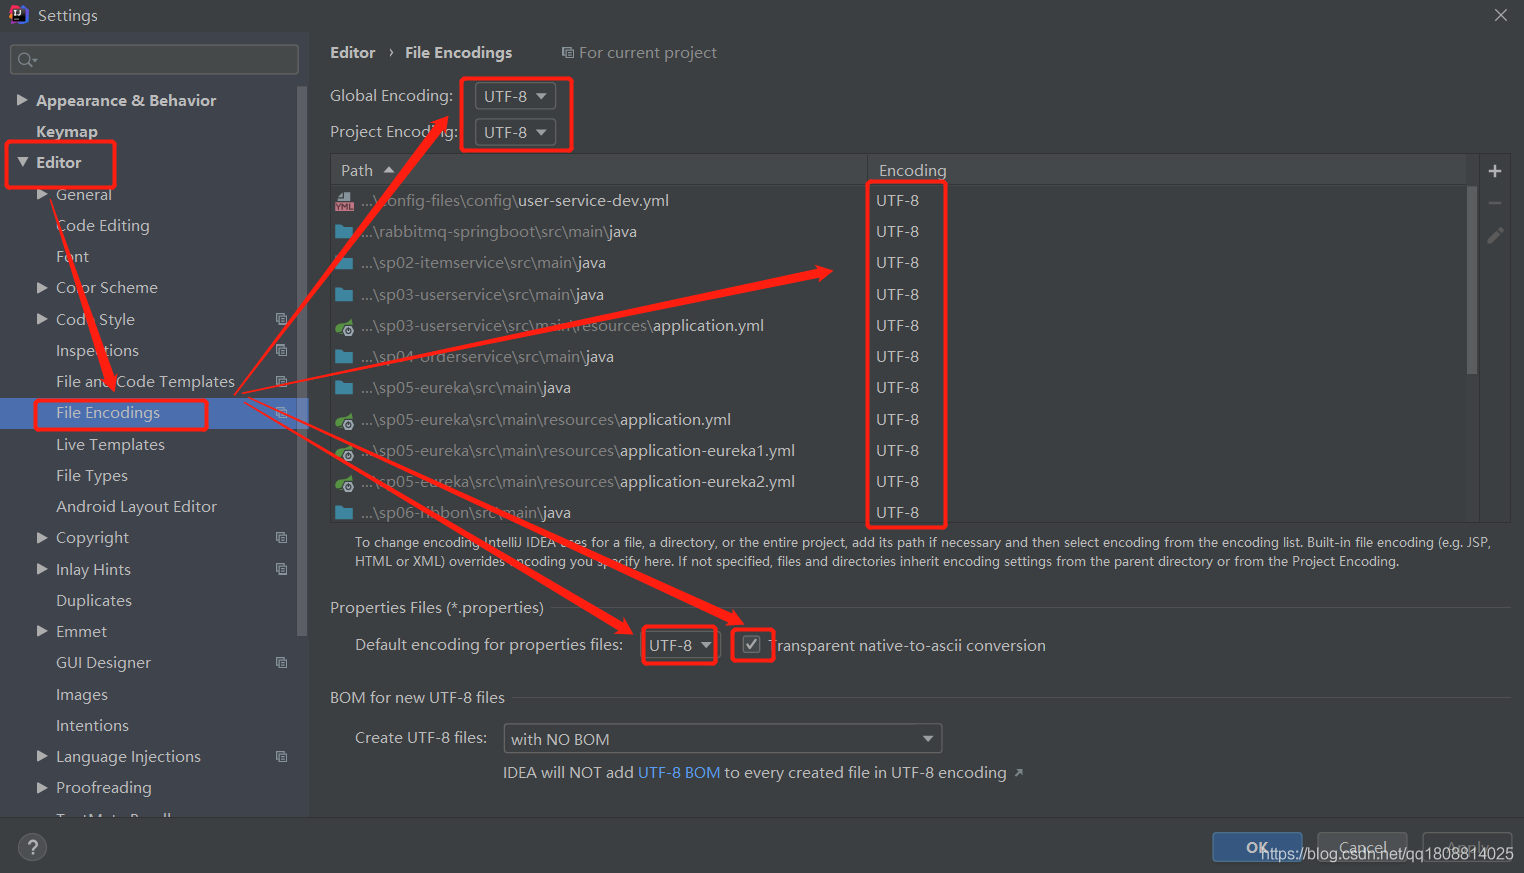 Settings
Editor › File Encodings For current project
Appearance & Behavior
Keymap
Editor
General
Code Editing
Font
Color Scheme
Code Style
Inspections
File and Code Templates
File Encodings
Live Templates
File Types
Android Layout Editor
Copyright
Inlay Hints
Duplicates
Emmet
GUI Designer
Images
Intentions
Language Injections
Proofreading
Global Encoding: UTF-8
Project Encoding: UTF-8
Path Encoding
...\config-files\config\user-service-dev.yml UTF-8
...\rabbitmq-springboot\src\main\java UTF-8
...\sp02-itemservice\src\main\java UTF-8
...\sp03-userservice\src\main\java UTF-8
...\sp03-userservice\src\main\resources\application.yml UTF-8
...\sp04-orderservice\src\main\java UTF-8
...\sp05-eureka\src\main\java UTF-8
...\sp05-eureka\src\main\resources\application.yml UTF-8
...\sp05-eureka\src\main\resources\application-eureka1.yml UTF-8
...\sp05-eureka\src\main\resources\application-eureka2.yml UTF-8
...\sp06-ribbon\src\main\java UTF-8
To change encoding IntelliJ IDEA uses for a file, a directory, or the entire project, add its path if necessary and then select encoding from the encoding list. Built-in file encoding (e.g. JSP,
HTML or XML) overrides encoding you specify here. If not specified, files and directories inherit encoding settings from the parent directory or from the Project Encoding.
Properties Files (*.properties)
Default encoding for properties files: UTF-8 Transparent native-to-ascii conversion
BOM for new UTF-8 files
Create UTF-8 files: with NO BOM
IDEA will NOT add UTF-8 BOM to every created file in UTF-8 encoding ↗
? OK Cancel Apply
https://blog.csdn.net/qq1808814025